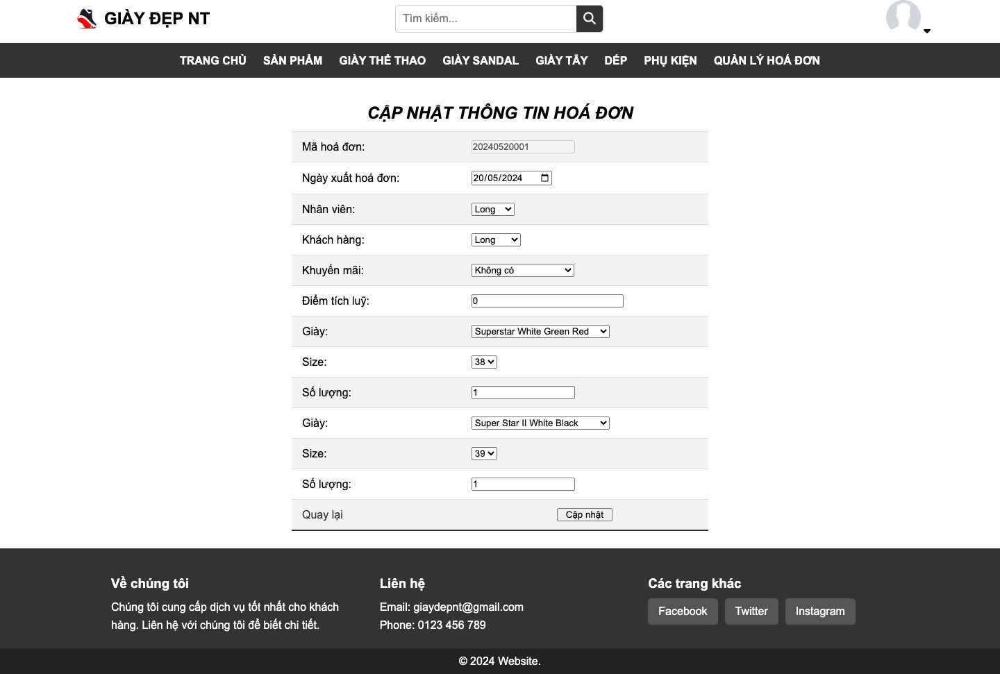 GIÀY ĐẸP NT
Tìm kiếm...
TRANG CHỦ SẢN PHẨM GIÀY THỂ THAO GIÀY SANDAL GIÀY TÂY DÉP PHỤ KIỆN QUẢN LÝ HOÁ ĐƠN
CẬP NHẬT THÔNG TIN HOÁ ĐƠN
Mã hoá đơn: 20240520001
Ngày xuất hoá đơn: 20/05/2024
Nhân viên: Long
Khách hàng: Long
Khuyến mãi: Không có
Điểm tích luỹ: 0
Giày: Superstar White Green Red
Size: 38
Số lượng: 1
Giày: Super Star II White Black
Size: 39
Số lượng: 1
Quay lại Cập nhật
Về chúng tôi
Chúng tôi cung cấp dịch vụ tốt nhất cho khách
hàng. Liên hệ với chúng tôi để biết chi tiết.
Liên hệ
Email: giaydepnt@gmail.com
Phone: 0123 456 789
Các trang khác
Facebook Twitter Instagram
© 2024 Website.